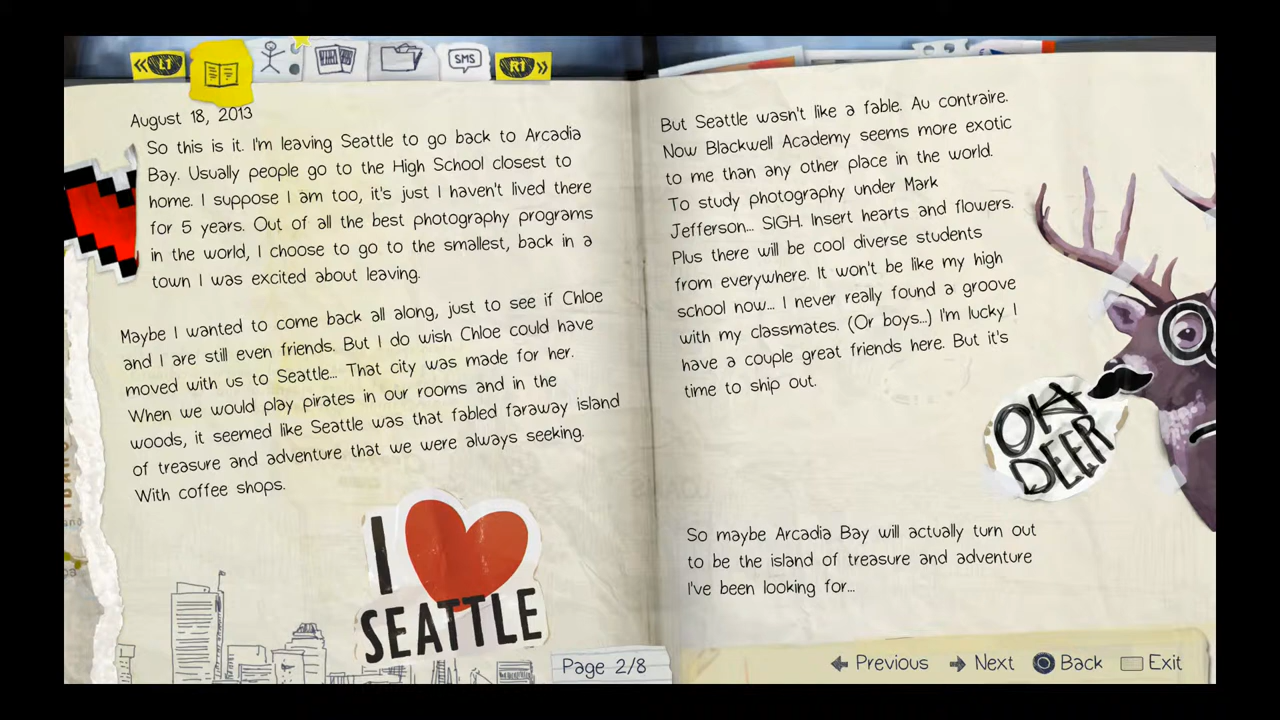 L1
SMS
R1
August 18, 2013
So this is it. I'm leaving Seattle to go back to Arcadia
Bay. Usually people go to the High School closest to
home. I suppose I am too, it's just I haven't lived there
for 5 years. Out of all the best photography programs
in the world, I choose to go to the smallest, back in a
town I was excited about leaving.
Maybe I wanted to come back all along, just to see if Chloe
and I are still even friends. But I do wish Chloe could have
moved with us to Seattle... That city was made for her.
When we would play pirates in our rooms and in the
woods, it seemed like Seattle was that fabled faraway island
of treasure and adventure that we were always seeking.
With coffee shops.
I
SEATTLE
But Seattle wasn't like a fable. Au contraire.
Now Blackwell Academy seems more exotic
to me than any other place in the world.
To study photography under Mark
Jefferson... SIGH. Insert hearts and flowers.
Plus there will be cool diverse students
from everywhere. It won't be like my high
school now... I never really found a groove
with my classmates. (Or boys...) I'm lucky I
have a couple great friends here. But it's
time to ship out.
OK
DEER
So maybe Arcadia Bay will actually turn out
to be the island of treasure and adventure
I've been looking for...
Page 2/8
Previous Next Back Exit